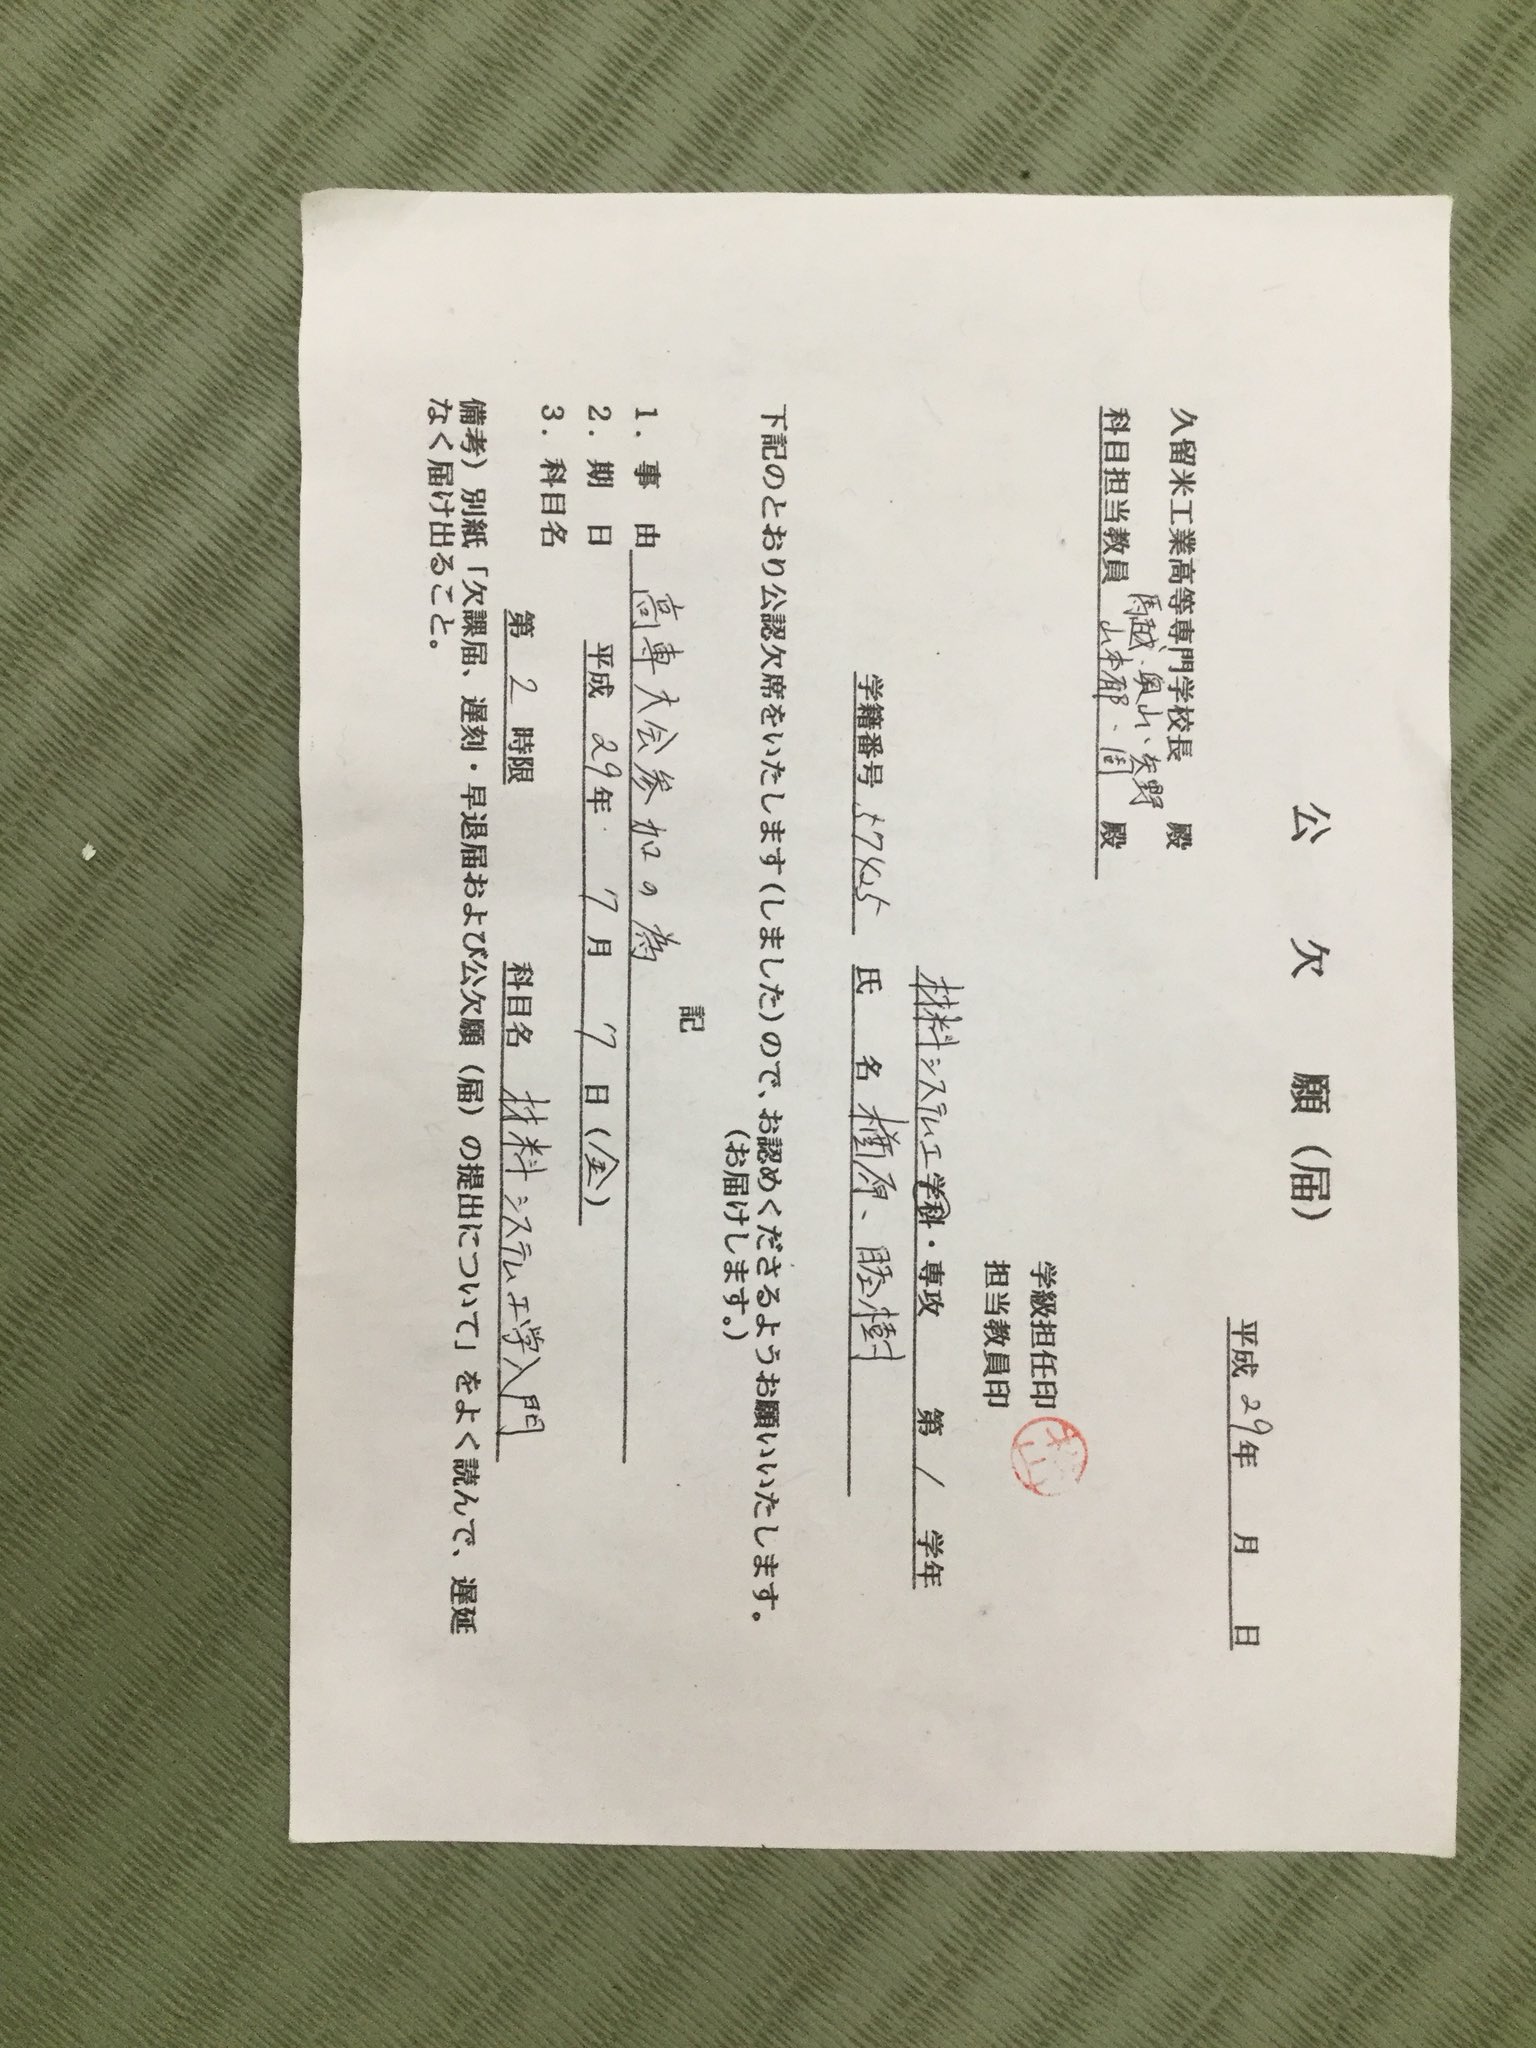 公 欠 願（届）
平成 29年 月 日
久留米工業高等専門学校長 殿
馬越、奥山、矢野
科目担当教員 山本郁、周 殿
学級担任印
担当教員印
材料システム工学科・専攻 第 1 学年
学籍番号 氏 名 原、勝樹
下記のとおり公認欠席をいたします(しました)ので、お認めくださるようお願いいたします。
(お届けします。)
記
1．事 由 高専大会参加の為
2．期 日 平成 29年 7月 7日(金)
3．科目名
第 2 時限 科目名 材料システム工学入門
備考）別紙「欠課届、遅刻・早退届および公欠願（届）の提出について」をよく読んで、遅延
なく届け出ること。